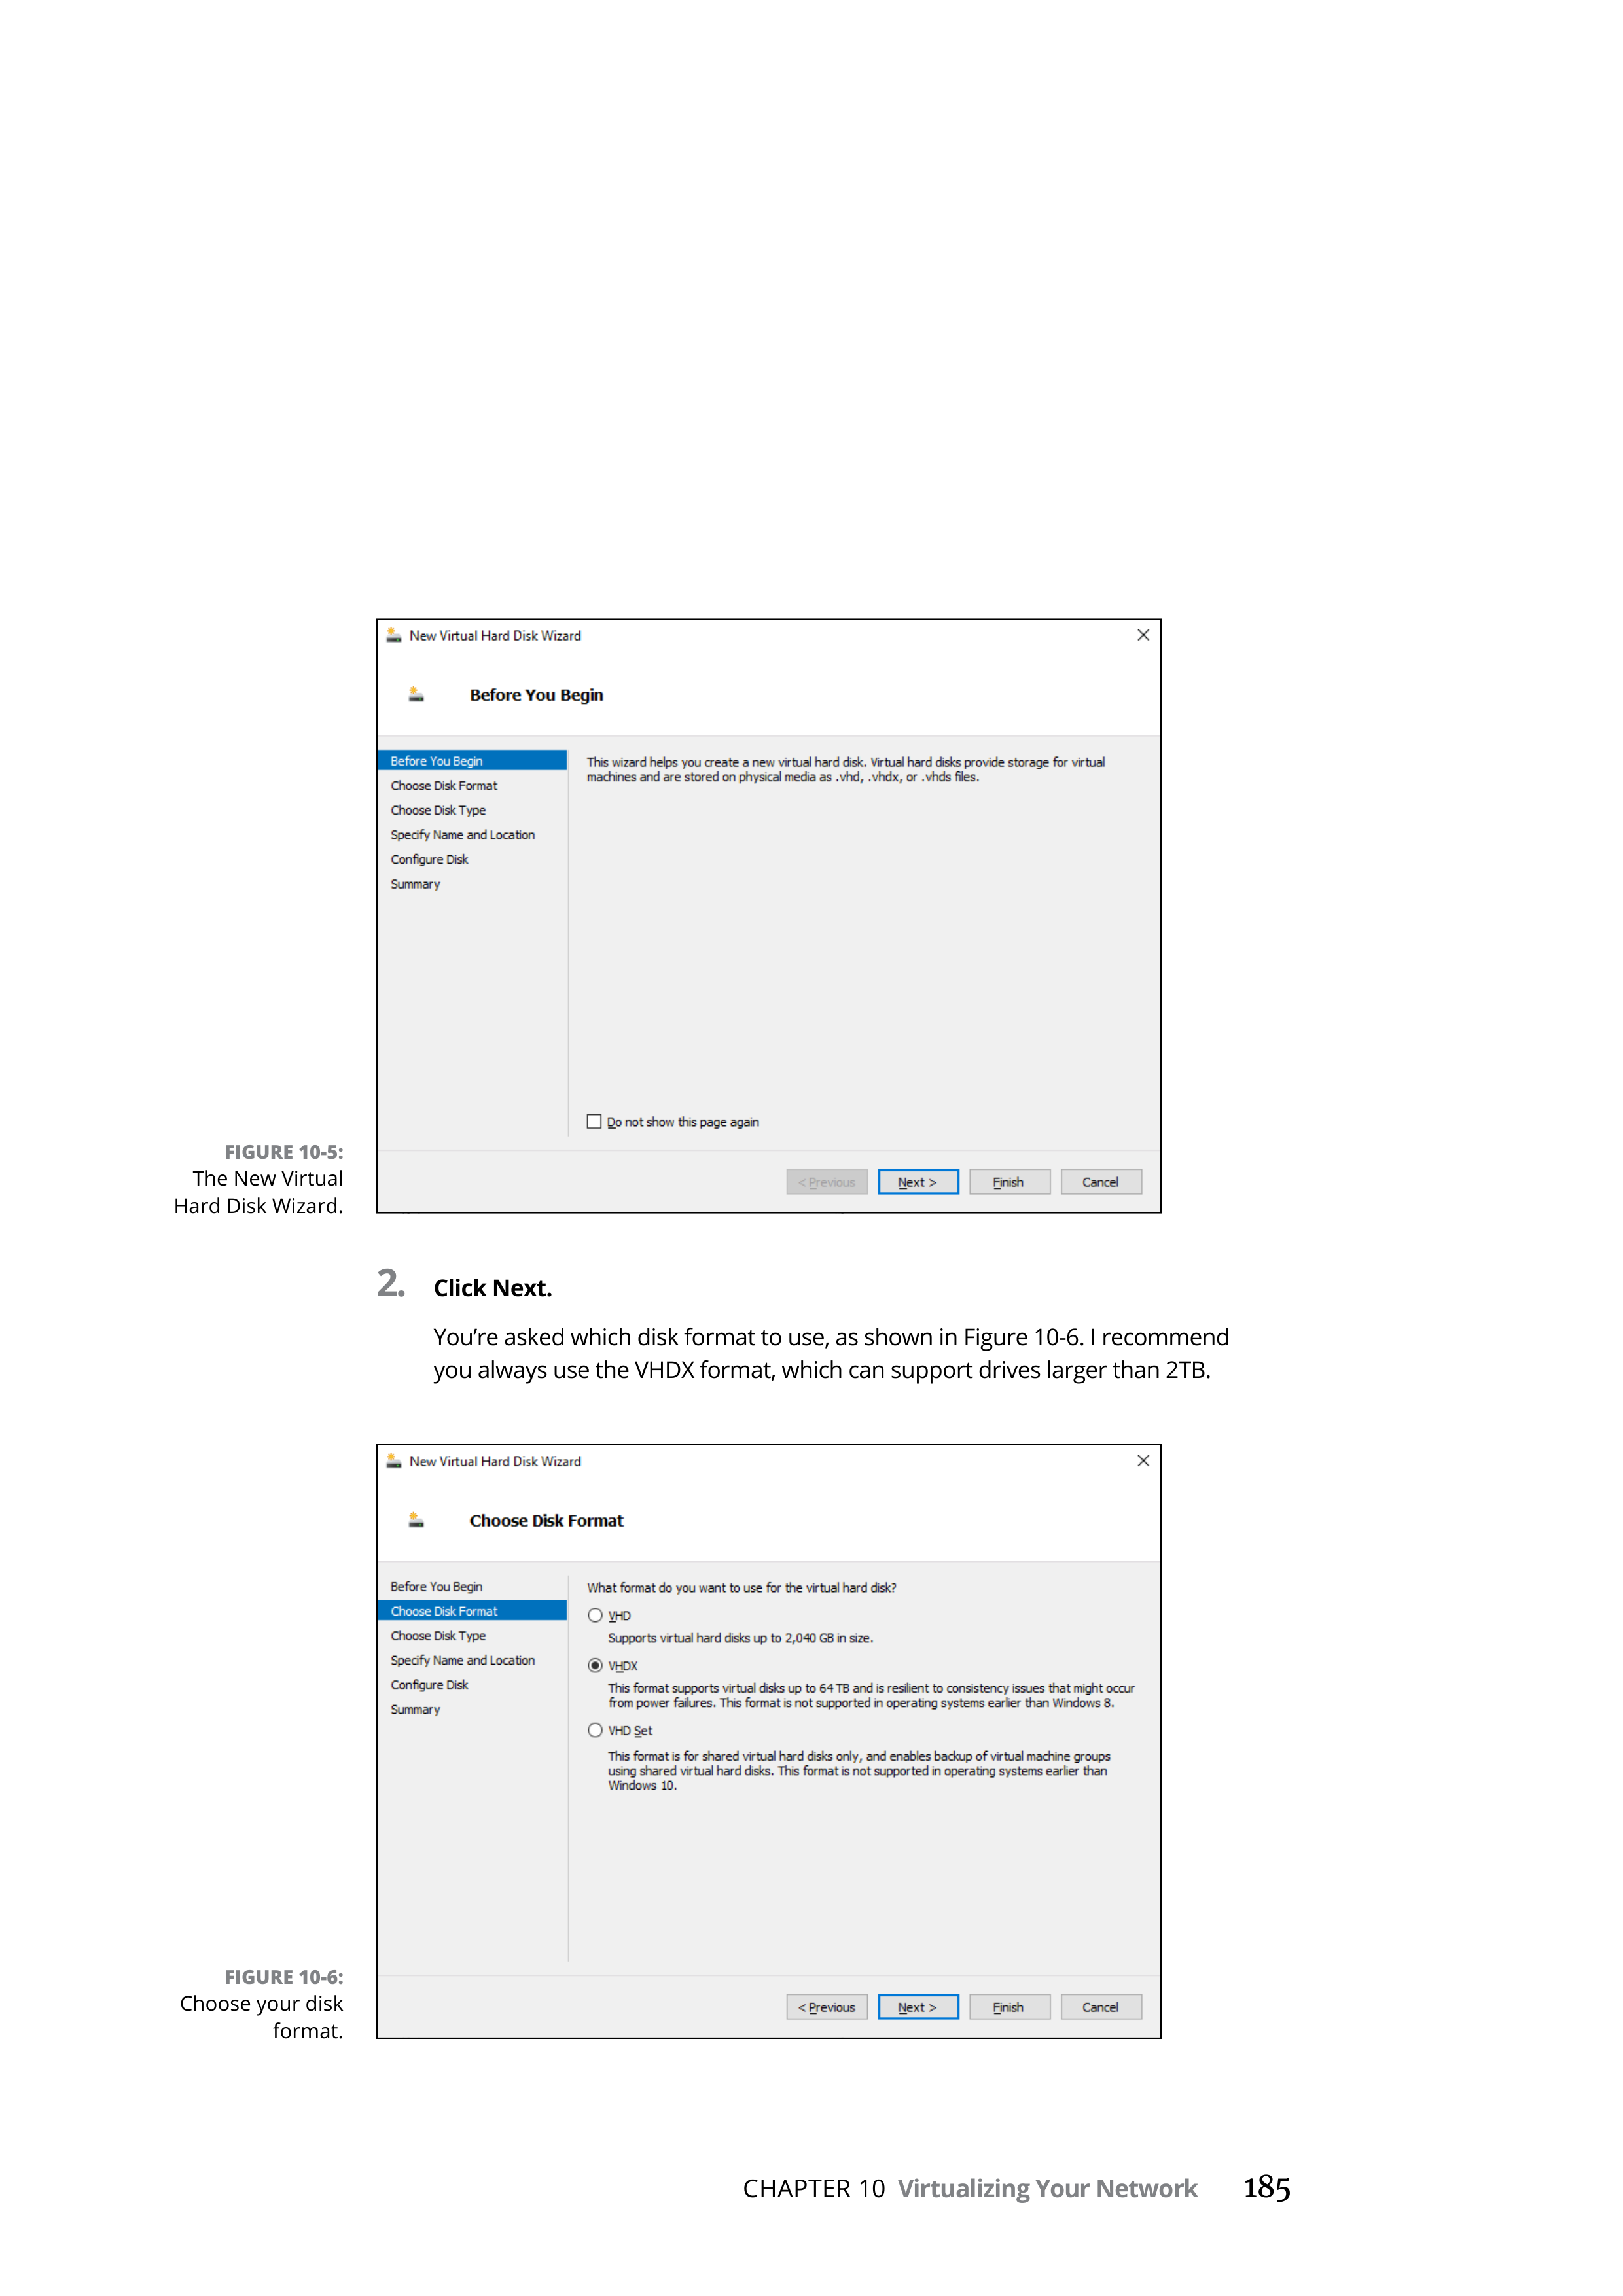 New Virtual Hard Disk Wizard
Before You Begin
Before You Begin
Choose Disk Format
Choose Disk Type
Specify Name and Location
Configure Disk
Summary
This wizard helps you create a new virtual hard disk. Virtual hard disks provide storage for virtual
machines and are stored on physical media as .vhd, .vhdx, or .vhds files.
Do not show this page again
< Previous
Next >
Finish
Cancel
FIGURE 10-5:
The New Virtual
Hard Disk Wizard.
2. Click Next.
You’re asked which disk format to use, as shown in Figure 10-6. I recommend
you always use the VHDX format, which can support drives larger than 2TB.
New Virtual Hard Disk Wizard
Choose Disk Format
Before You Begin
Choose Disk Format
Choose Disk Type
Specify Name and Location
Configure Disk
Summary
What format do you want to use for the virtual hard disk?
VHD
Supports virtual hard disks up to 2,040 GB in size.
VHDX
This format supports virtual disks up to 64 TB and is resilient to consistency issues that might occur
from power failures. This format is not supported in operating systems earlier than Windows 8.
VHD Set
This format is for shared virtual hard disks only, and enables backup of virtual machine groups
using shared virtual hard disks. This format is not supported in operating systems earlier than
Windows 10.
< Previous
Next >
Finish
Cancel
FIGURE 10-6:
Choose your disk
format.
CHAPTER 10 Virtualizing Your Network 185